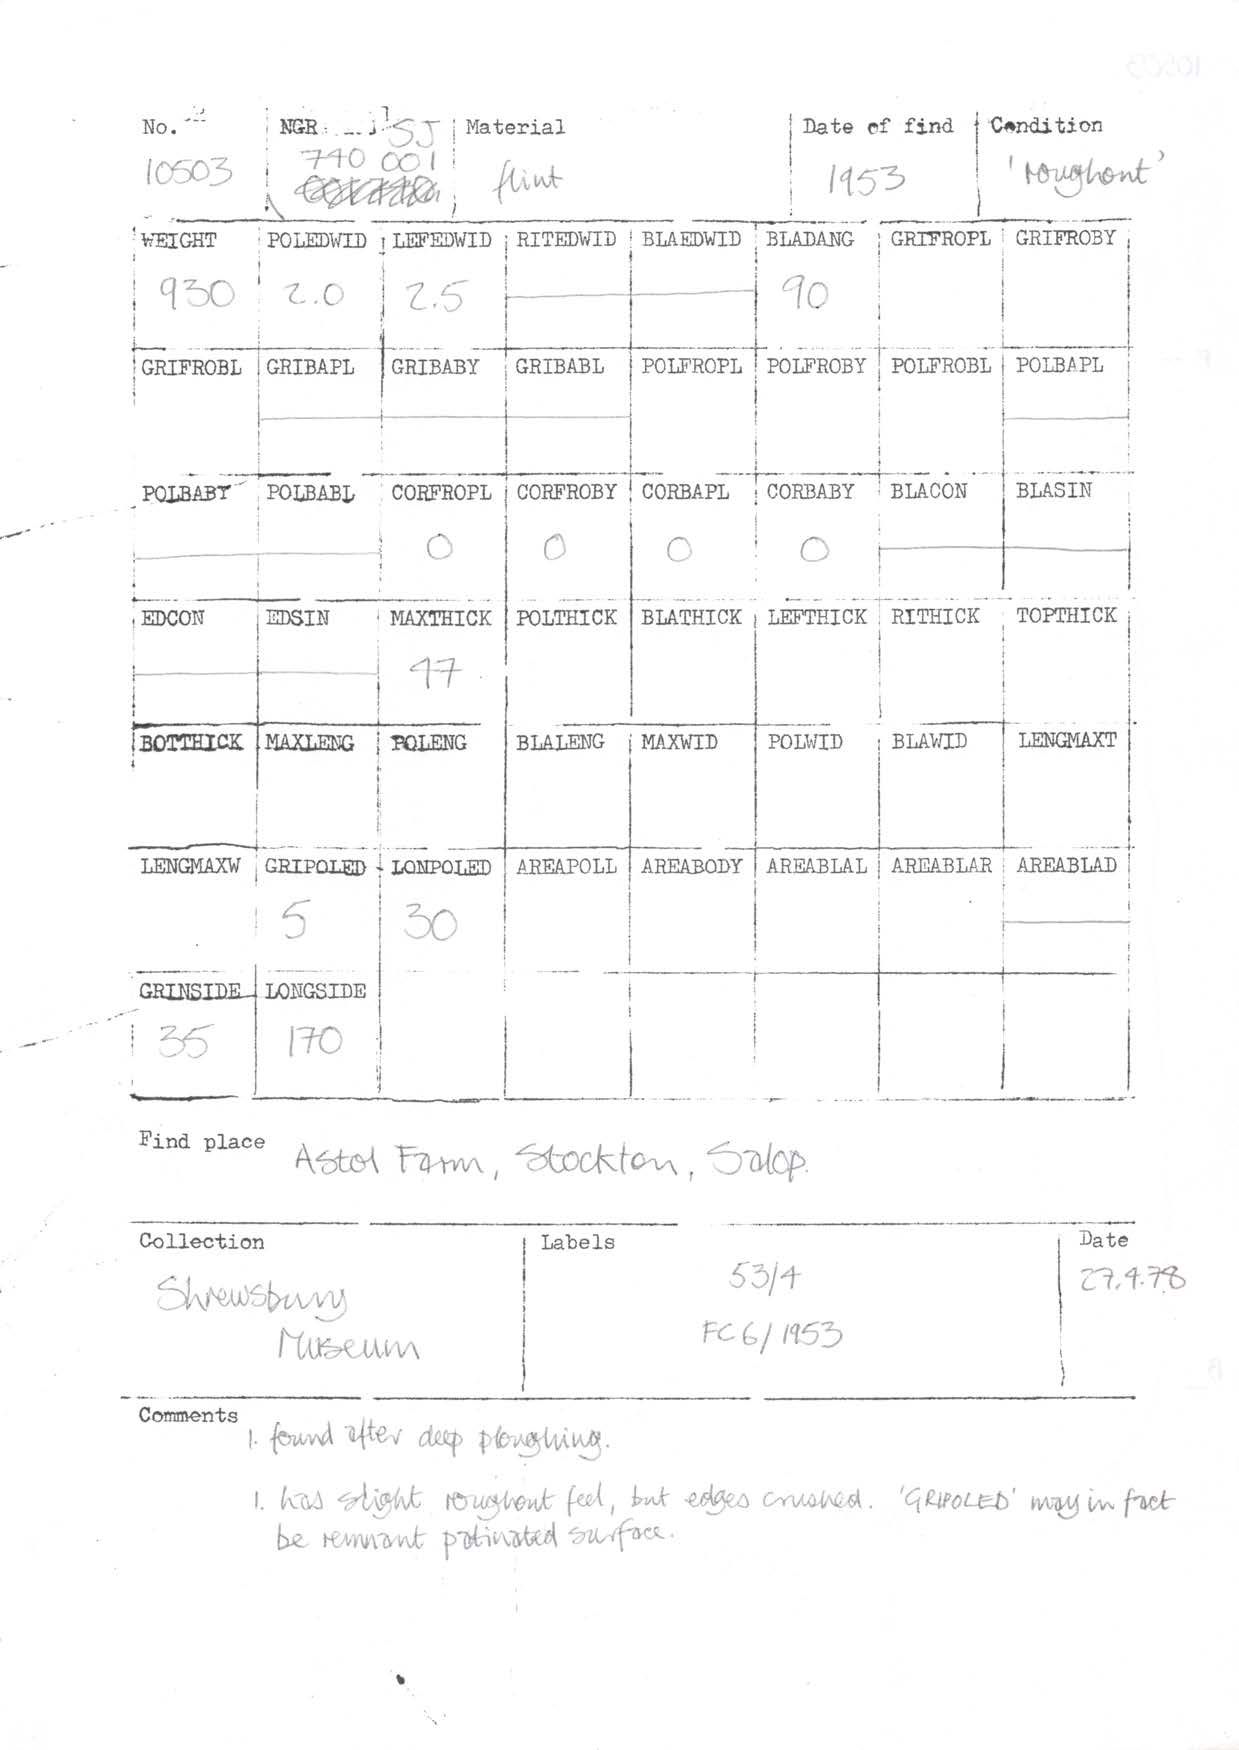 No. NGR SJ Material Date of find Condition
10503 740 001 flint 1953 'roughout'
WEIGHT POLEDWID LEFEDWID RITEDWID BLAEDWID BLADANG GRIFROPL GRIFROBY
930 2.0 2.5 90
GRIFROBL GRIBAPL GRIBABY GRIBABL POLFROPL POLFROBY POLFROBL POLBAPL
POLBABY POLBABL CORFROPL CORFROBY CORBAPL CORBABY BLACON BLASIN
0 0 0 0
EDCON EDSIN MAXTHICK POLTHICK BLATHICK LEFTHICK RITHICK TOPTHICK
47
BOTTHICK MAXLENG POLENG BLALENG MAXWID POLWID BLAWID LENGMAXT
LENGMAXW GRIPOLED LONPOLED AREAPOLL AREABODY AREABLAL AREABLAR AREABLAD
5 30
GRINSIDE LONGSIDE
35 170
Find place Astol Farm, Stockton, Salop.
Collection Labels Date
Shrewsbury 53/4 27.4.78
Museum FC6/1953
Comments
1. found after deep ploughing.
1. has slight roughout feel, but edges crushed. 'GRIPOLED' may in fact
be remnant patinated surface.